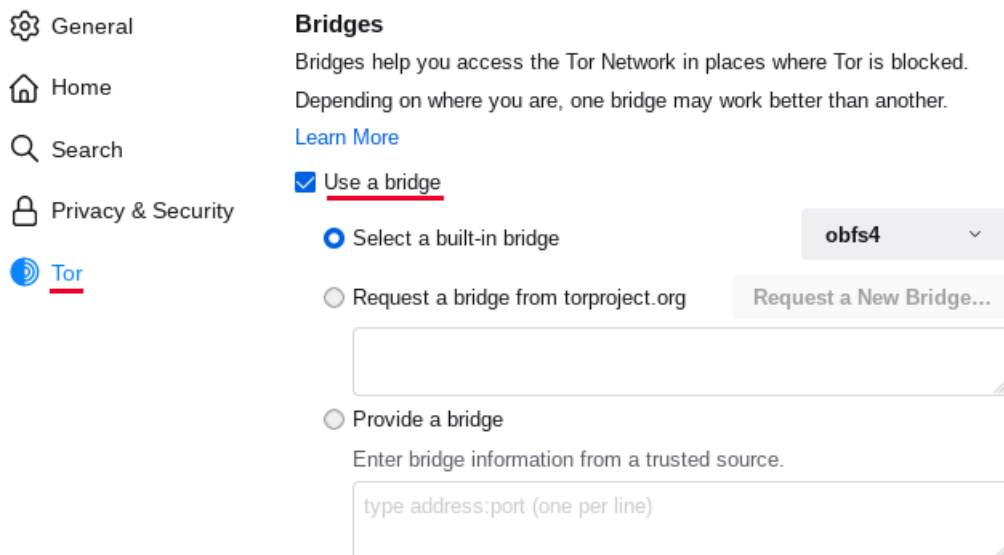 General
Home
Search
Privacy & Security
Tor
Bridges
Bridges help you access the Tor Network in places where Tor is blocked.
Depending on where you are, one bridge may work better than another.
Learn More
Use a bridge
Select a built-in bridge
obfs4
Request a bridge from torproject.org
Request a New Bridge...
Provide a bridge
Enter bridge information from a trusted source.
type address:port (one per line)